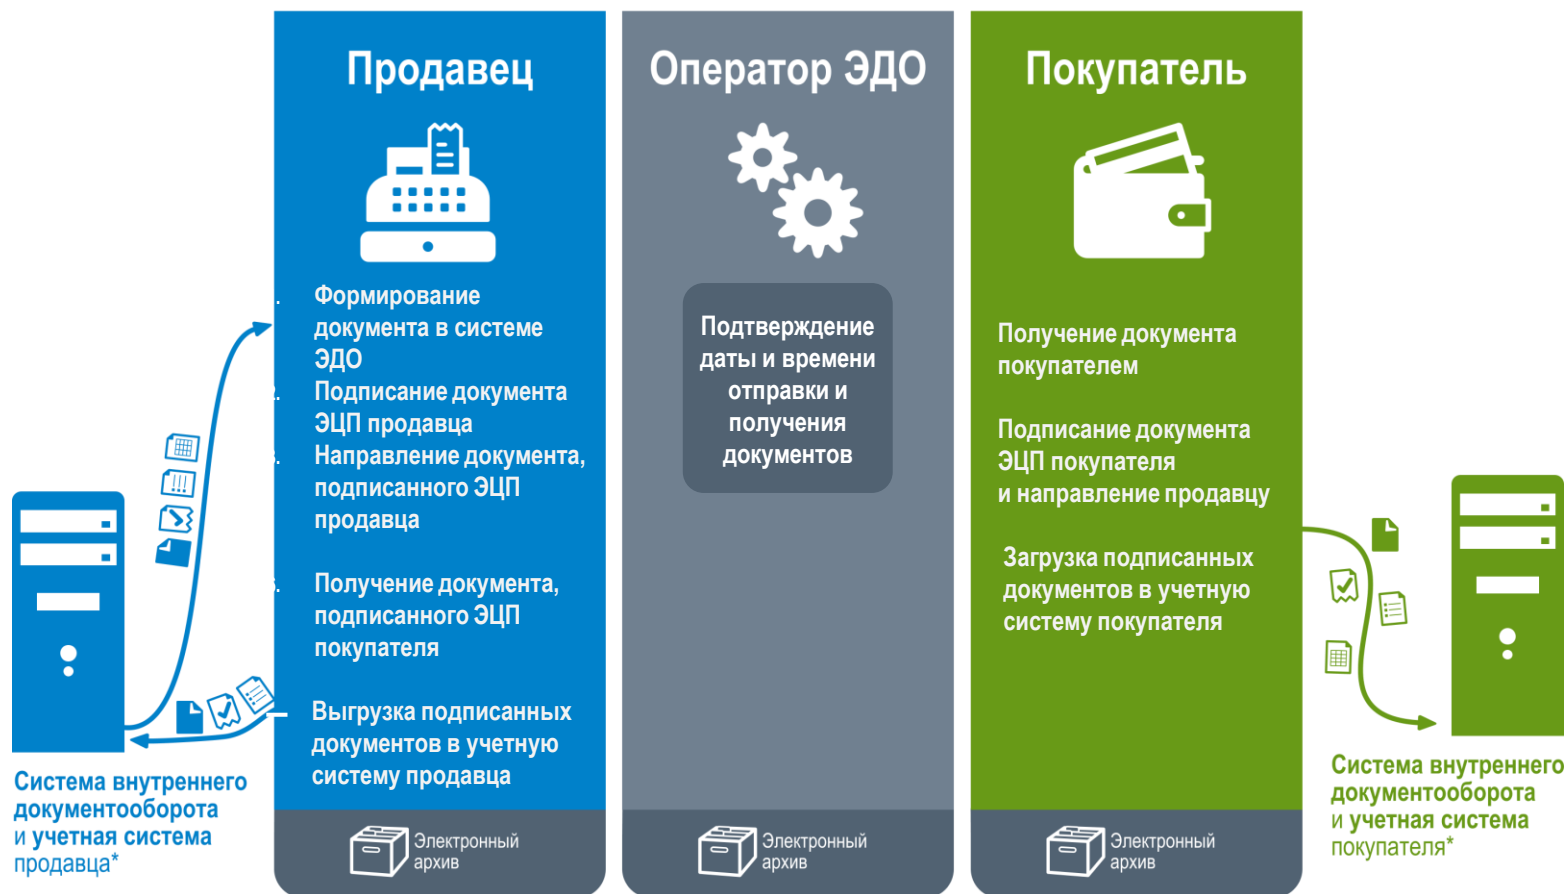 Продавец
Формирование
документа в системе
ЭДО
Подписание документа
ЭЦП продавца
Направление документа,
подписанного ЭЦП
продавца
Получение документа,
подписанного ЭЦП
покупателя
Выгрузка подписанных
документов в учетную
систему продавца
Электронный
архив
Оператор ЭДО
Подтверждение
даты и времени
отправки и
получения
документов
Электронный
архив
Покупатель
Получение документа
покупателем
Подписание документа
ЭЦП покупателя
и направление продавцу
Загрузка подписанных
документов в учетную
систему покупателя
Электронный
архив
Система внутреннего
документооборота
и учетная система
продавца*
Система внутреннего
документооборота
и учетная система
покупателя*